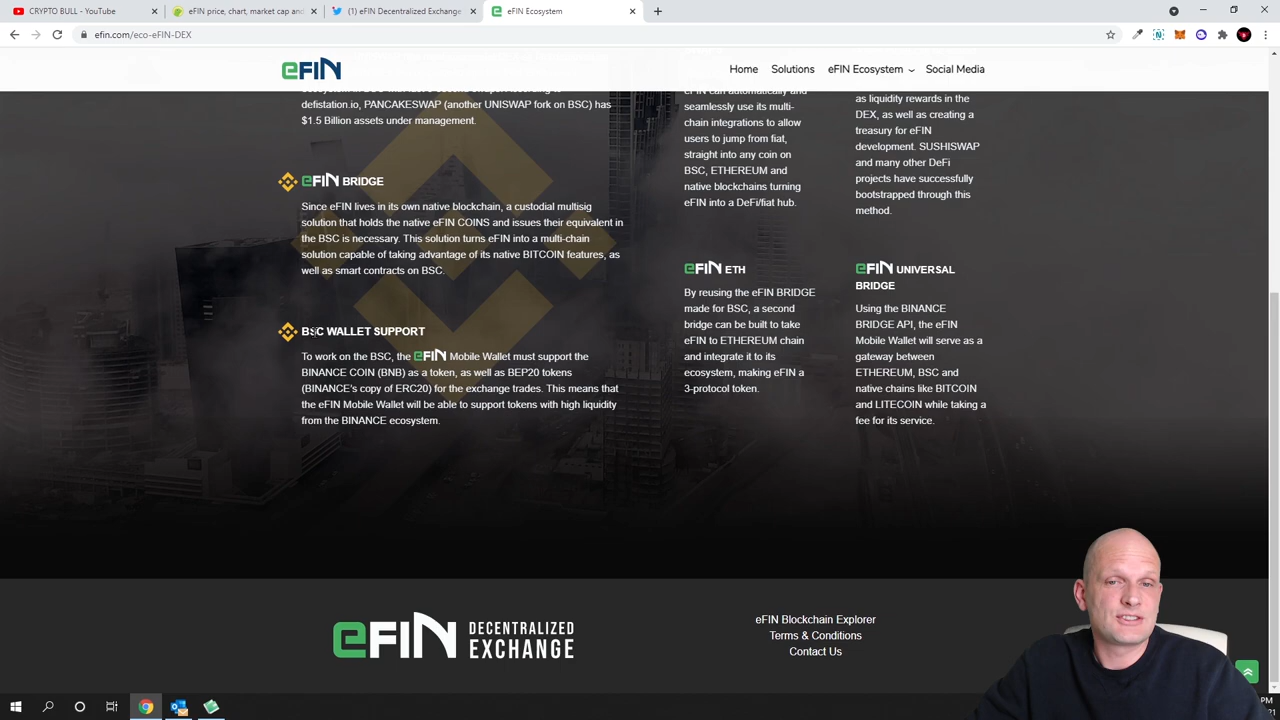 CRYPTO BULL - YouTube
eFIN price, chart, market cap and
(1) eFIN Decentralized Exchange
eFIN Ecosystem
efin.com/eco-eFIN-DEX
eFIN
Home
Solutions
eFIN Ecosystem
Social Media
defistation.io, PANCAKESWAP (another UNISWAP fork on BSC) has
$1.5 Billion assets under management.
eFIN BRIDGE
Since eFIN lives in its own native blockchain, a custodial multisig
solution that holds the native eFIN COINS and issues their equivalent in
the BSC is necessary. This solution turns eFIN into a multi-chain
solution capable of taking advantage of its native BITCOIN features, as
well as smart contracts on BSC.
BSC WALLET SUPPORT
To work on the BSC, the eFIN Mobile Wallet must support the
BINANCE COIN (BNB) as a token, as well as BEP20 tokens
(BINANCE's copy of ERC20) for the exchange trades. This means that
the eFIN Mobile Wallet will be able to support tokens with high liquidity
from the BINANCE ecosystem.
eFIN can automatically and
seamlessly use its multi-
chain integrations to allow
users to jump from fiat,
straight into any coin on
BSC, ETHEREUM and
native blockchains turning
eFIN into a DeFi/fiat hub.
as liquidity rewards in the
DEX, as well as creating a
treasury for eFIN
development. SUSHISWAP
and many other DeFi
projects have successfully
bootstrapped through this
method.
eFIN ETH
By reusing the eFIN BRIDGE
made for BSC, a second
bridge can be built to take
eFIN to ETHEREUM chain
and integrate it to its
ecosystem, making eFIN a
3-protocol token.
eFIN UNIVERSAL
BRIDGE
Using the BINANCE
BRIDGE API, the eFIN
Mobile Wallet will serve as a
gateway between
ETHEREUM, BSC and
native chains like BITCOIN
and LITECOIN while taking a
fee for its service.
eFIN DECENTRALIZED
EXCHANGE
eFIN Blockchain Explorer
Terms & Conditions
Contact Us
PM